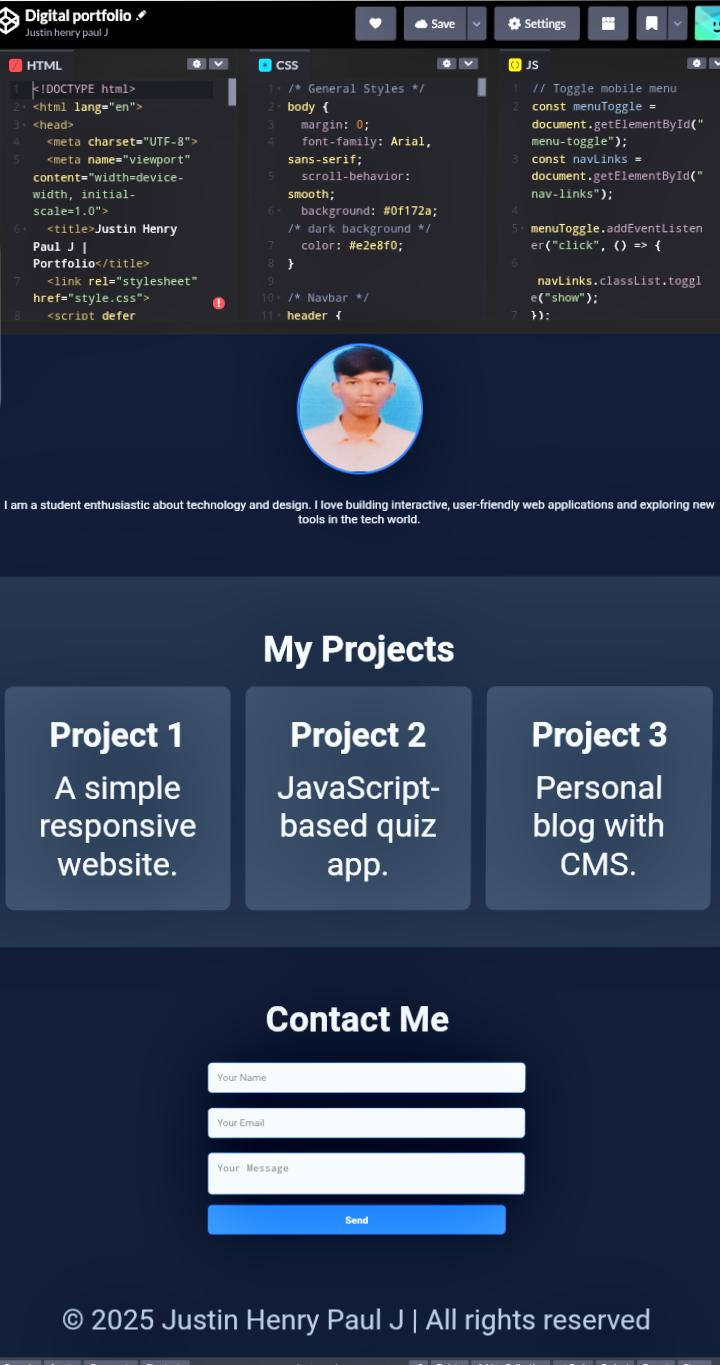 Digital portfolio
Justin henry paul J
Save
Settings
HTML
1 <!DOCTYPE html>
2 <html lang="en">
3 <head>
4 <meta charset="UTF-8">
5 <meta name="viewport"
content="width=device-
width, initial-
scale=1.0">
6 <title>Justin Henry
Paul J |
Portfolio</title>
7 <link rel="stylesheet"
href="style.css">
8 <script defer
CSS
1 /* General Styles */
2 body {
3 margin: 0;
4 font-family: Arial,
sans-serif;
5 scroll-behavior:
smooth;
6 background: #0f172a;
/* dark background */
7 color: #e2e8f0;
8 }
9
10 /* Navbar */
11 header {
JS
1 // Toggle mobile menu
2 const menuToggle =
document.getElementById("
menu-toggle");
3 const navLinks =
document.getElementById("
nav-links");
4
5 menuToggle.addEventListen
er("click", () => {
6
navLinks.classList.toggl
e("show");
7 });
I am a student enthusiastic about technology and design. I love building interactive, user-friendly web applications and exploring new
tools in the tech world.
My Projects
Project 1
A simple
responsive
website.
Project 2
JavaScript-
based quiz
app.
Project 3
Personal
blog with
CMS.
Contact Me
Your Name
Your Email
Your Message
Send
© 2025 Justin Henry Paul J | All rights reserved